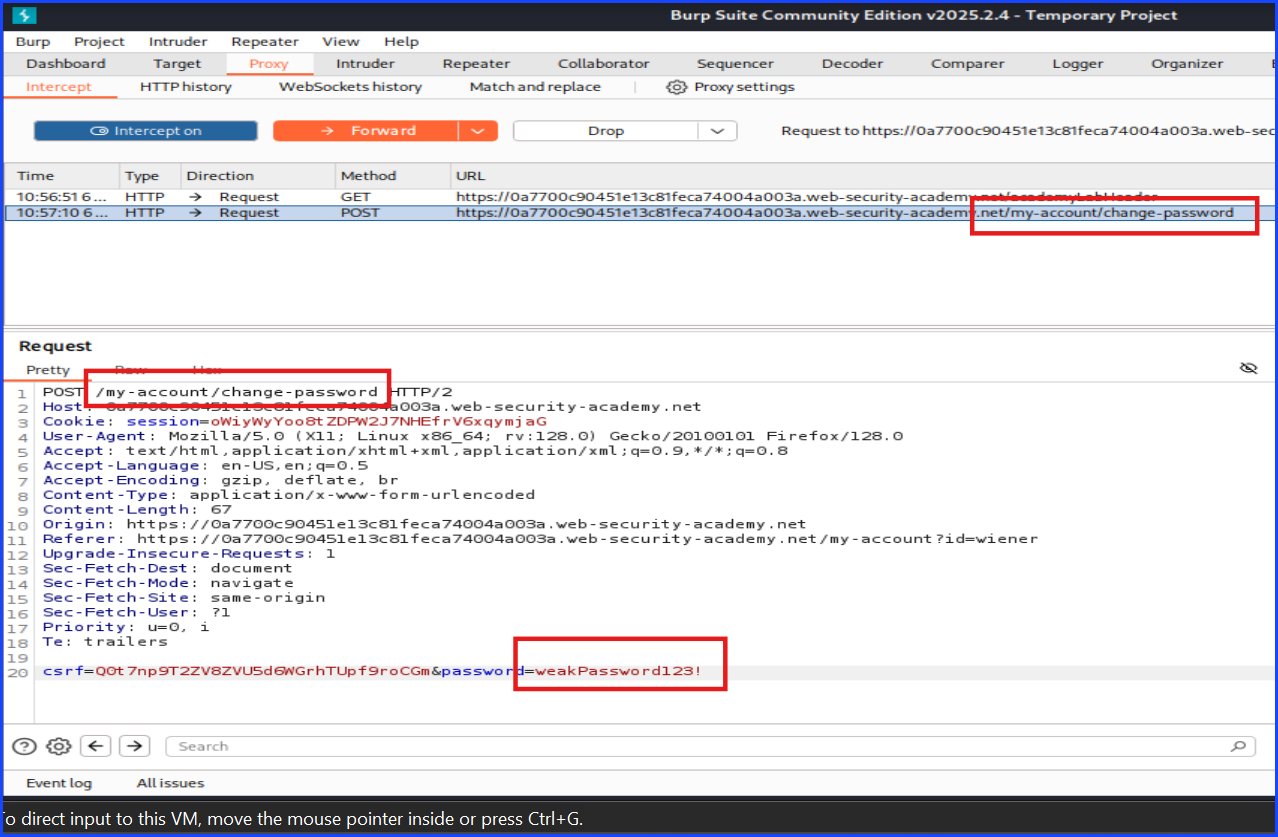 Burp Suite Community Edition v2025.2.4 - Temporary Project
Burp Project Intruder Repeater View Help
Dashboard Target Proxy Intruder Repeater Collaborator Sequencer Decoder Comparer Logger Organizer
Intercept HTTP history WebSockets history Match and replace Proxy settings
Intercept on Forward Drop Request to https://0a7700c90451e13c81feca74004a003a.web-sec
Time Type Direction Method URL
10:56:51 6... HTTP → Request GET https://0a7700c90451e13c81feca74004a003a.web-security-academy.net/academyLabHeader
10:57:10 6... HTTP → Request POST https://0a7700c90451e13c81feca74004a003a.web-security-academy.net/my-account/change-password
Request
Pretty Raw Hex
1 POST /my-account/change-password HTTP/2
2 Host: 0a7700c90451e13c81feca74004a003a.web-security-academy.net
3 Cookie: session=oWiyWyYoo8tZDPW2J7NHEfrV6xqymjaG
4 User-Agent: Mozilla/5.0 (X11; Linux x86_64; rv:128.0) Gecko/20100101 Firefox/128.0
5 Accept: text/html,application/xhtml+xml,application/xml;q=0.9,*/*;q=0.8
6 Accept-Language: en-US,en;q=0.5
7 Accept-Encoding: gzip, deflate, br
8 Content-Type: application/x-www-form-urlencoded
9 Content-Length: 67
10 Origin: https://0a7700c90451e13c81feca74004a003a.web-security-academy.net
11 Referer: https://0a7700c90451e13c81feca74004a003a.web-security-academy.net/my-account?id=wiener
12 Upgrade-Insecure-Requests: 1
13 Sec-Fetch-Dest: document
14 Sec-Fetch-Mode: navigate
15 Sec-Fetch-Site: same-origin
16 Sec-Fetch-User: ?1
17 Priority: u=0, i
18 Te: trailers
19
20 csrf=QOt7np9T2ZV8ZVU5d6WGrhTUpf9roCGm&password=weakPassword123!
Search
Event log All issues
To direct input to this VM, move the mouse pointer inside or press Ctrl+G.